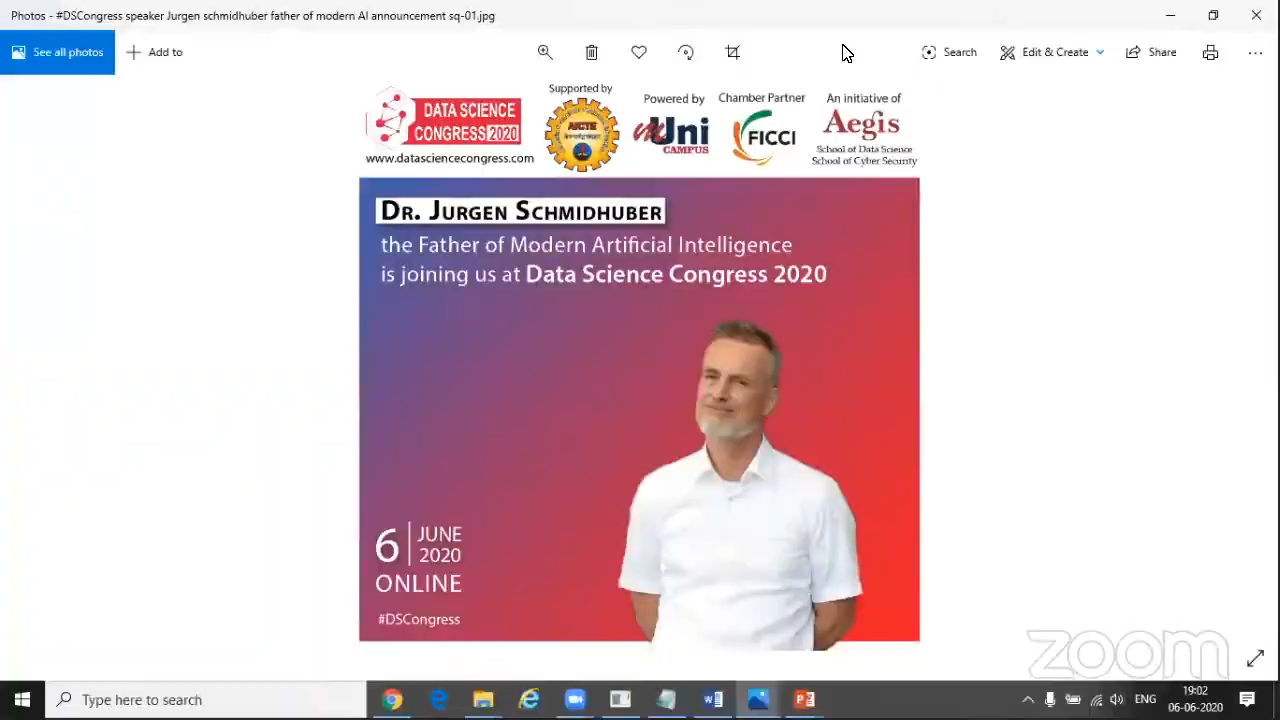 Photos - #DSCongress speaker Jurgen schmidhuber father of modern AI announcement sq-01.jpg
See all photos
Add to
Search
Edit & Create
Share
DATA SCIENCE
CONGRESS 2020
www.datasciencecongress.com
Supported by
AICTE
Powered by
mUni
CAMPUS
Chamber Partner
FICCI
An initiative of
Aegis
School of Data Science
School of Cyber Security
DR. JURGEN SCHMIDHUBER
the Father of Modern Artificial Intelligence
is joining us at Data Science Congress 2020
6 JUNE
2020
ONLINE
#DSCongress
zoom
Type here to search
ENG
19:02
06-06-2020